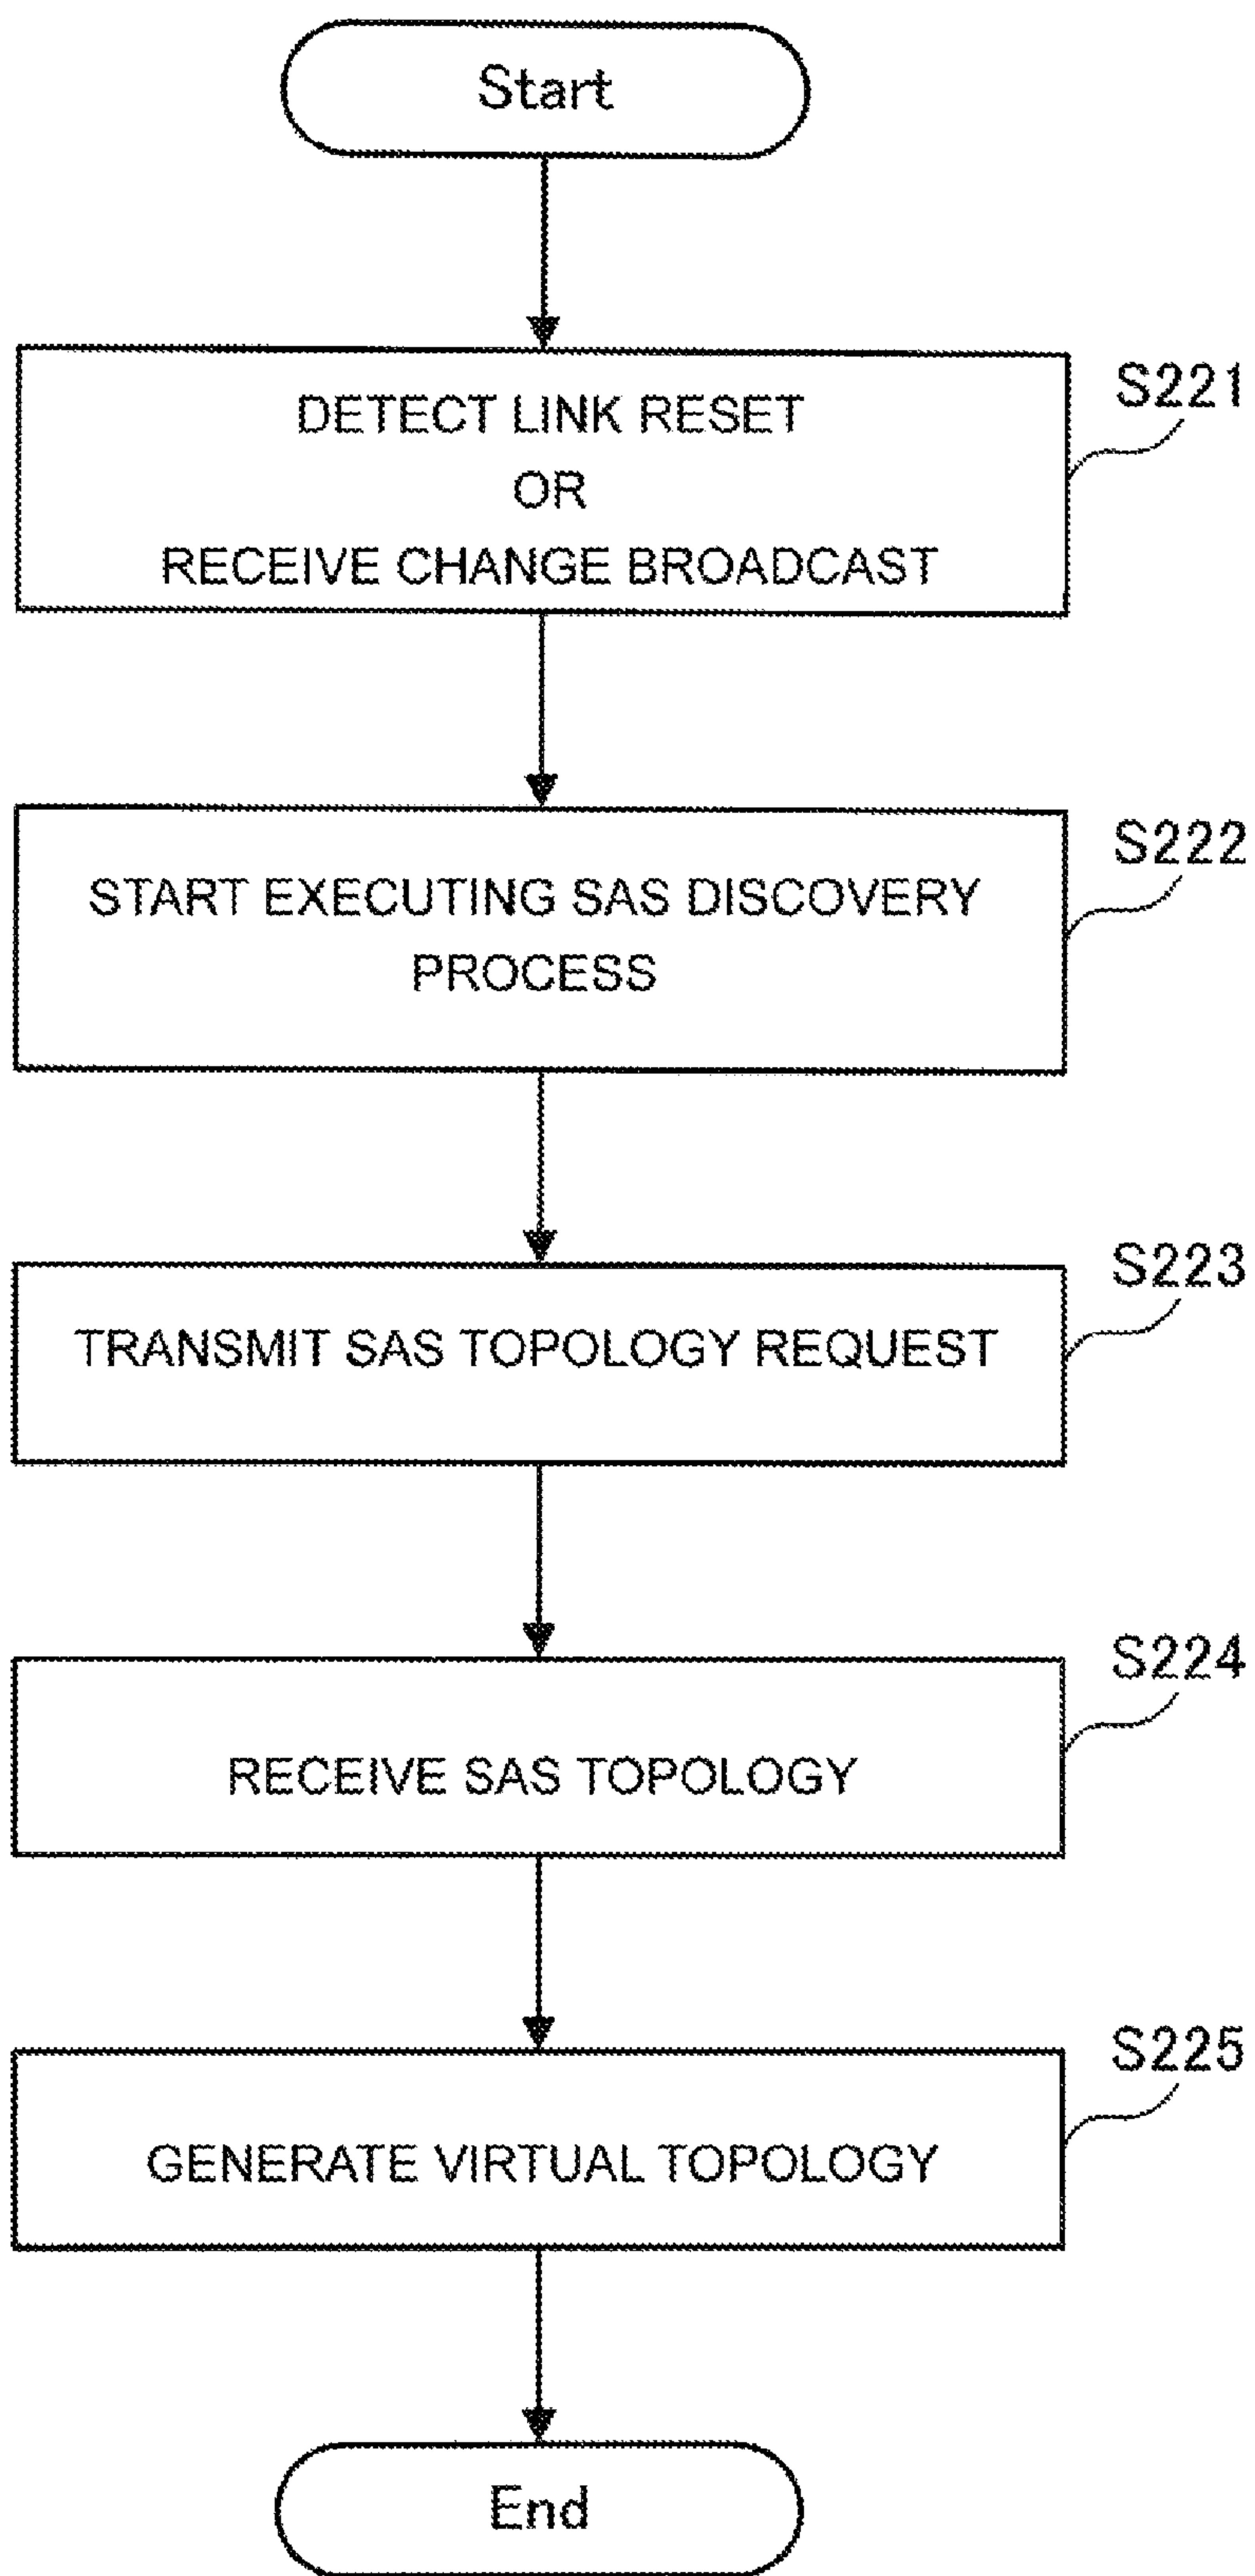 Start
DETECT LINK RESET
OR
RECEIVE CHANGE BROADCAST
S221
START EXECUTING SAS DISCOVERY
PROCESS
S222
TRANSMIT SAS TOPOLOGY REQUEST
S223
RECEIVE SAS TOPOLOGY
S224
GENERATE VIRTUAL TOPOLOGY
S225
End